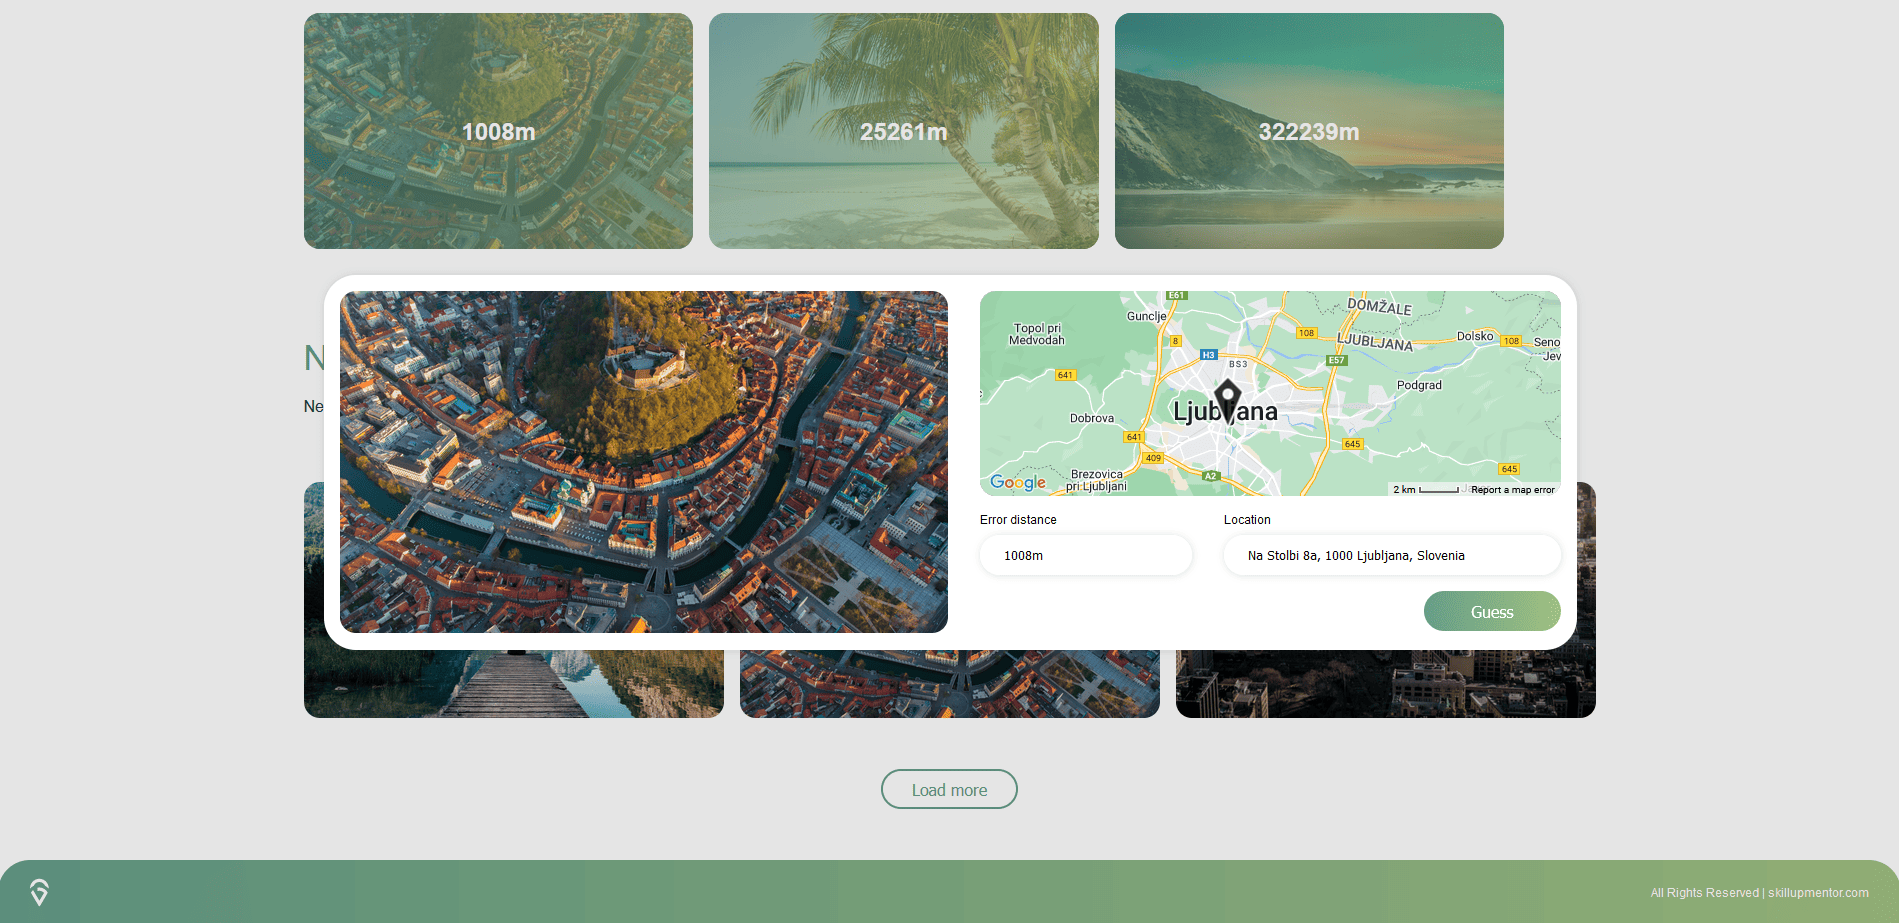 1008m
25261m
322239m
N
Ne
E61
DOMŽALE
Gunclje
Topol pri
Medvodah
8
108
LJUBLJANA
Dolsko
108
Seno
Jev
H3
BS3
E57
641
Podgrad
Dobrova
Ljubljana
641
645
409
A2
645
Brezovica
pri Ljubljani
Google
2 km
Report a map error
Error distance
Location
1008m
Na Stolbi 8a, 1000 Ljubljana, Slovenia
Guess
Load more
All Rights Reserved | skillupmentor.com